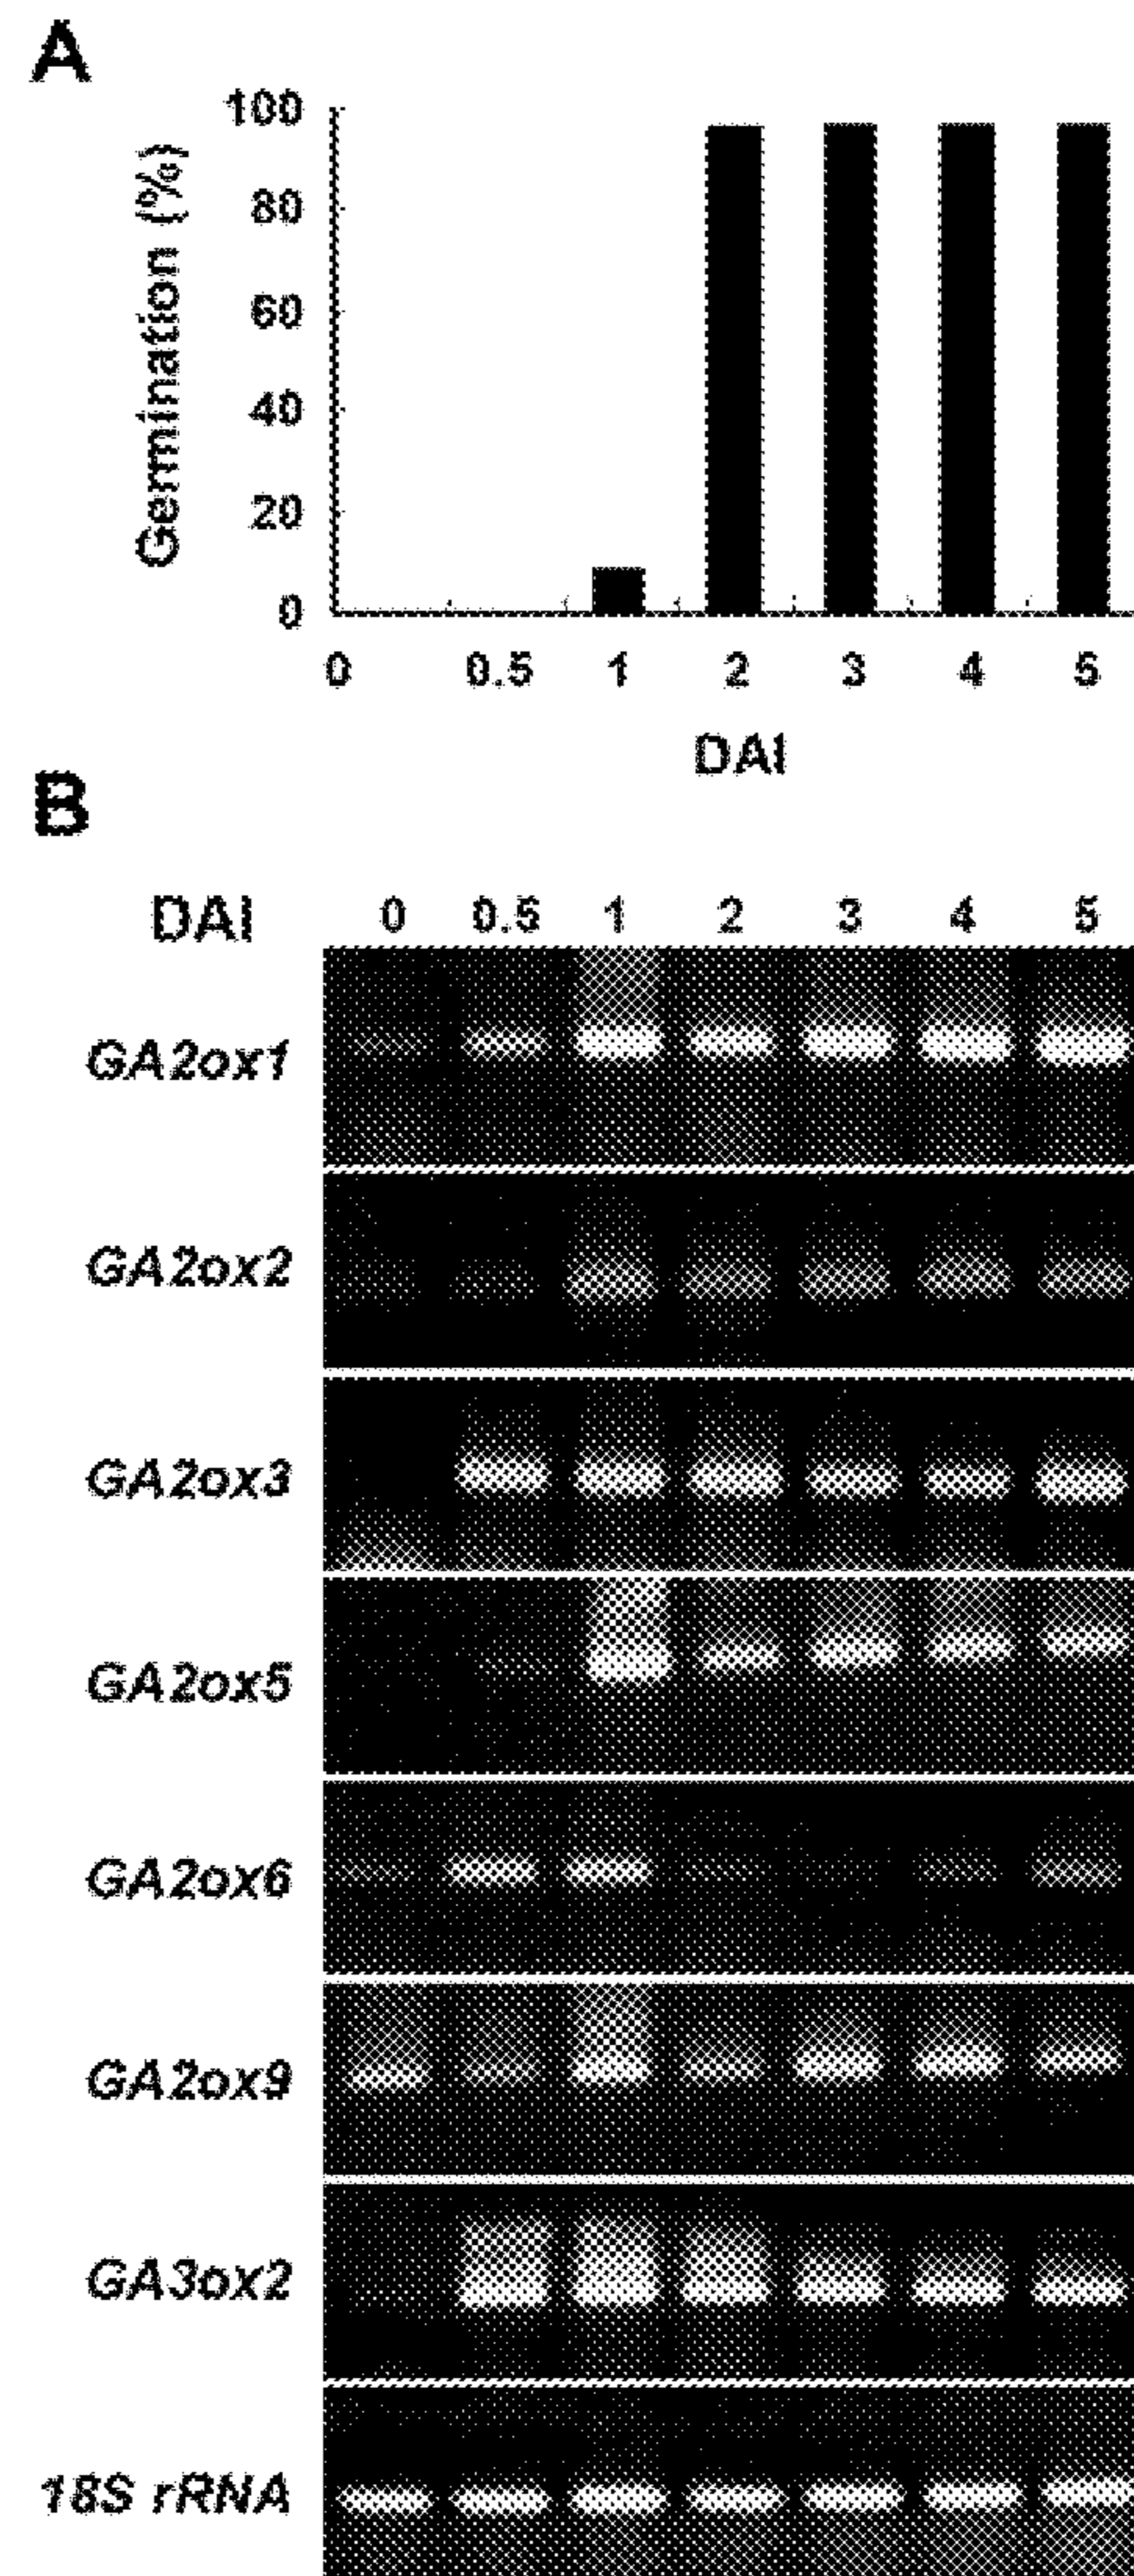 A
100
80
60
40
20
0
Germination (%)
0 0.5 1 2 3 4 5
DAI
B
DAI 0 0.5 1 2 3 4 5
GA2ox1
GA2ox2
GA2ox3
GA2ox5
GA2ox6
GA2ox9
GA3ox2
18S rRNA